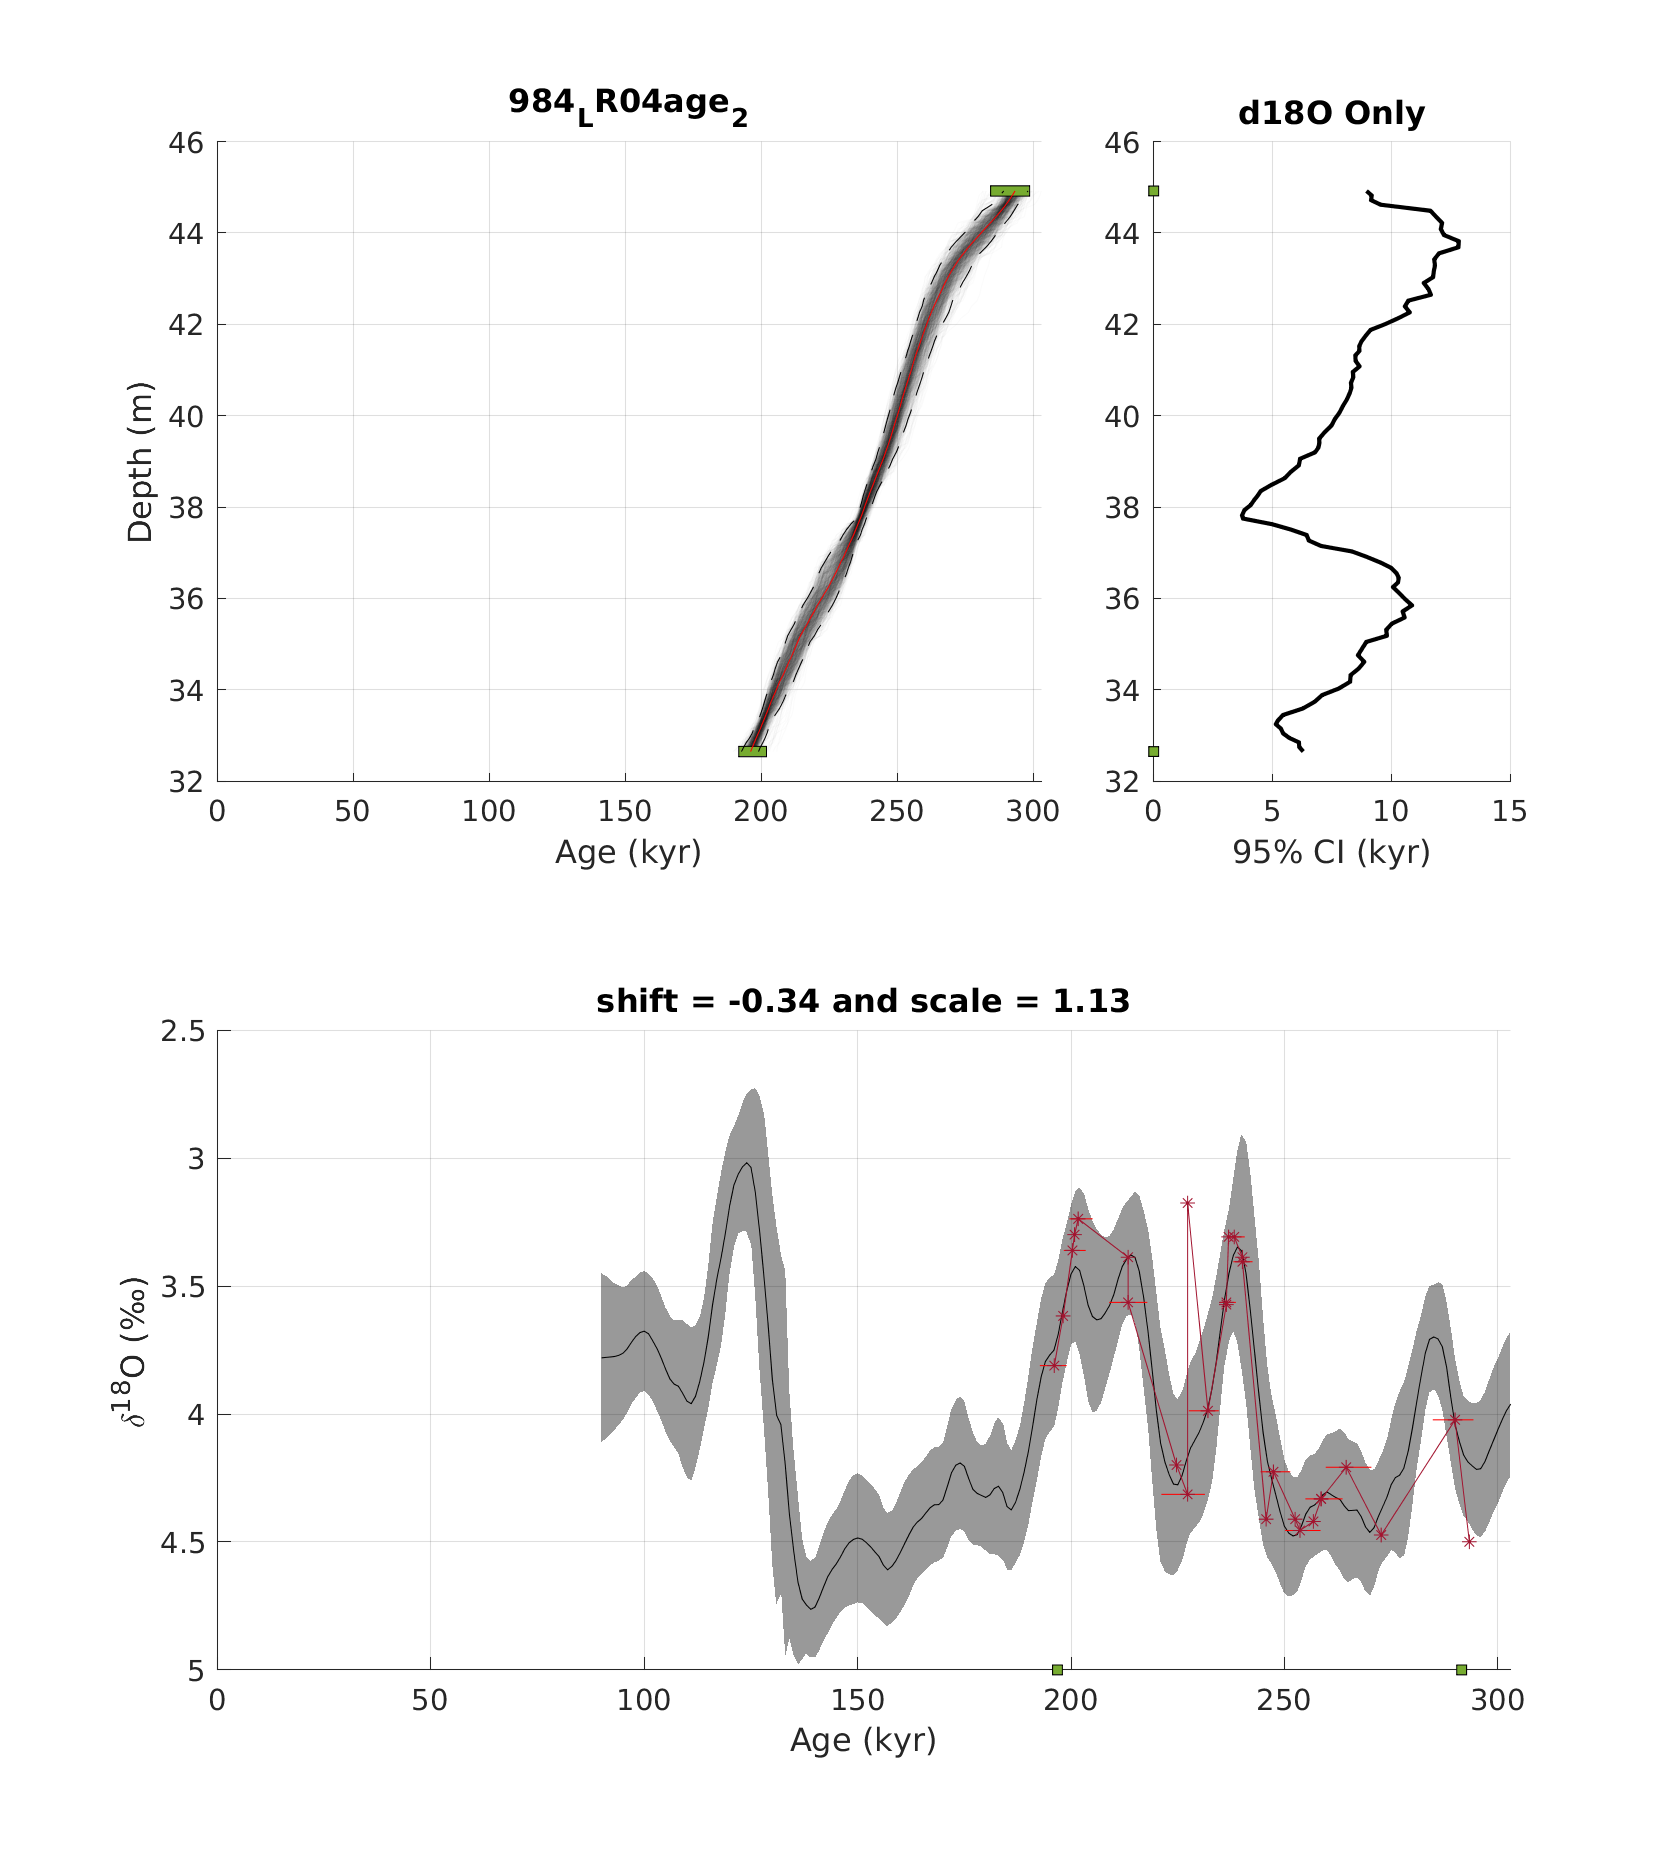 984LR04age2
46
44
42
40
38
36
34
32
Depth (m)
0 50 100 150 200 250 300
Age (kyr)
d18O Only
46
44
42
40
38
36
34
32
0 5 10 15
95% CI (kyr)
shift = -0.34 and scale = 1.13
2.5
3
3.5
4
4.5
5
δ18O (‰)
0 50 100 150 200 250 300
Age (kyr)